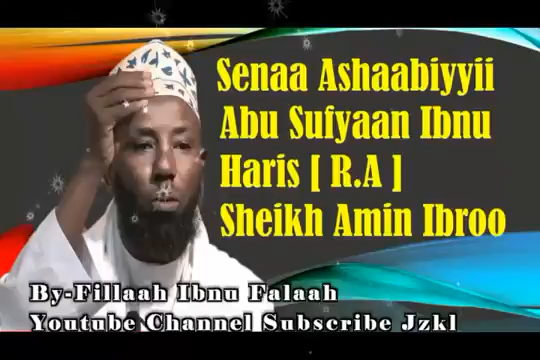 Senaa Ashaabiyyii
Abu Sufyaan Ibnu
Haris [ R.A ]
Sheikh Amin Ibroo
By-Fillaah Ibnu Falaah
Youtube Channel Subscribe Jzkl